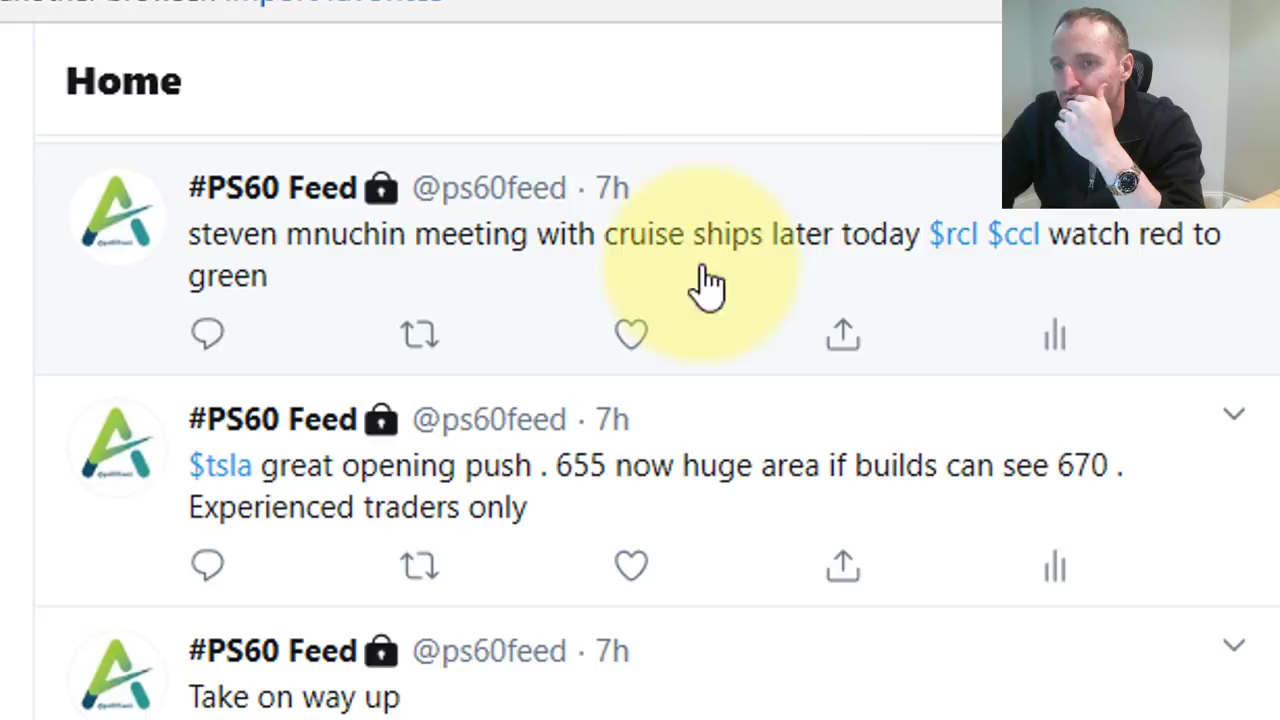 Home
#PS60 Feed @ps60feed · 7h
steven mnuchin meeting with cruise ships later today $rcl $ccl watch red to
green
#PS60 Feed @ps60feed · 7h
$tsla great opening push . 655 now huge area if builds can see 670 .
Experienced traders only
#PS60 Feed @ps60feed · 7h
Take on way up